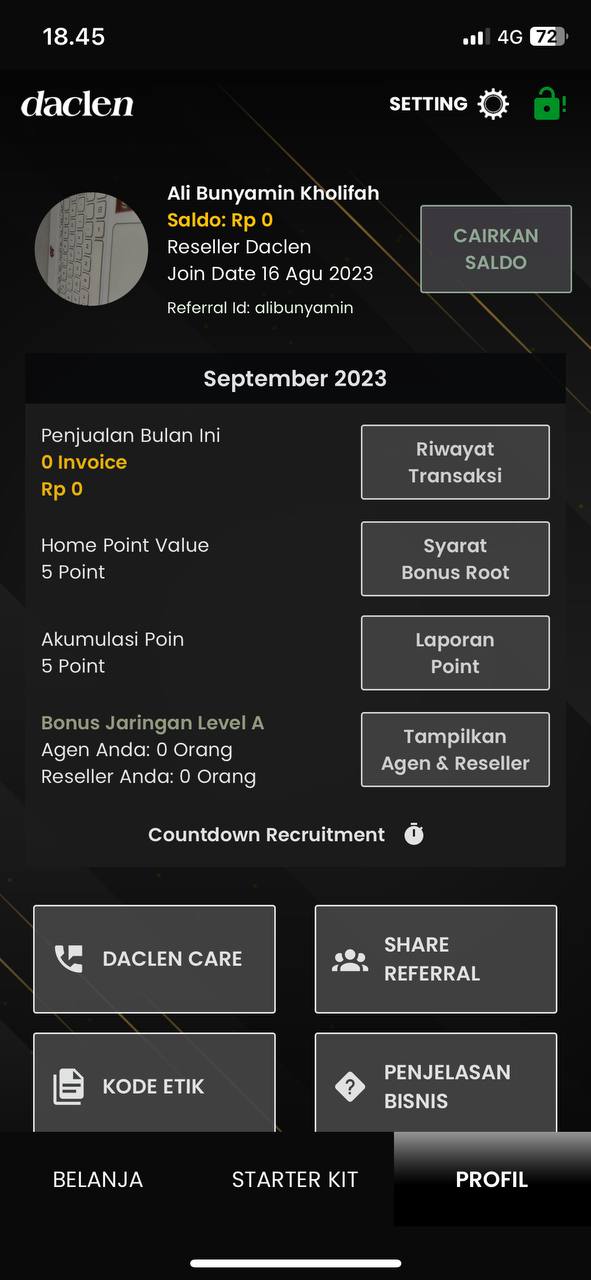 18.45
4G 72
daclen
SETTING
Ali Bunyamin Kholifah
Saldo: Rp 0
Reseller Daclen
Join Date 16 Agu 2023
Referral Id: alibunyamin
CAIRKAN
SALDO
September 2023
Penjualan Bulan Ini
0 Invoice
Rp 0
Riwayat
Transaksi
Home Point Value
5 Point
Syarat
Bonus Root
Akumulasi Poin
5 Point
Laporan
Point
Bonus Jaringan Level A
Agen Anda: 0 Orang
Reseller Anda: 0 Orang
Tampilkan
Agen & Reseller
Countdown Recruitment
DACLEN CARE
SHARE
REFERRAL
KODE ETIK
PENJELASAN
BISNIS
BELANJA
STARTER KIT
PROFIL